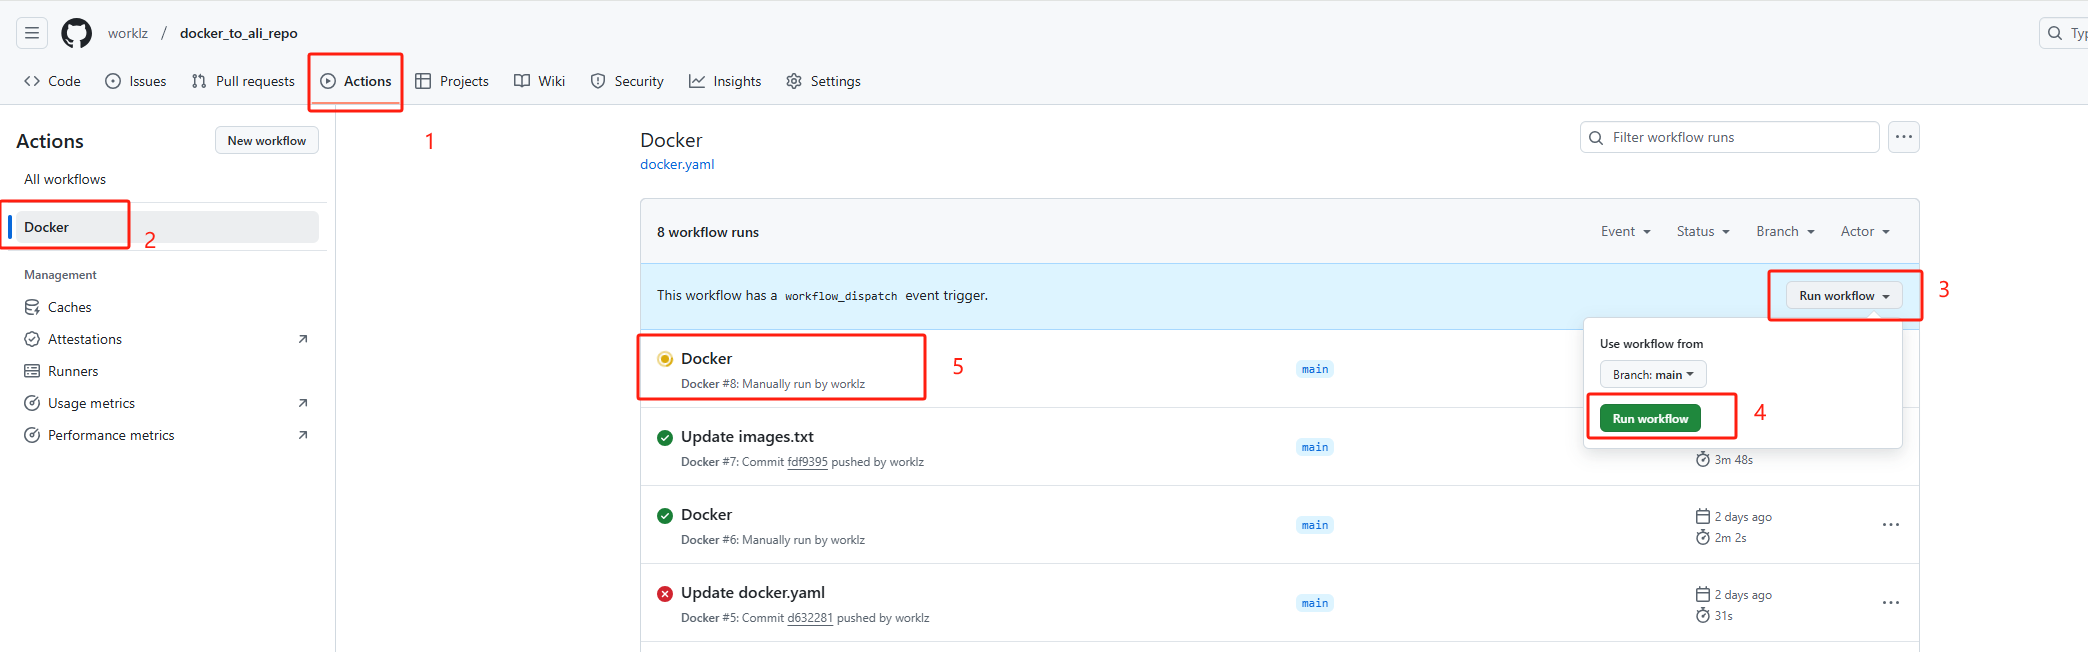 worklz / docker_to_ali_repo
Typ
Code Issues Pull requests Actions Projects Wiki Security Insights Settings
1
Actions
New workflow
All workflows
Docker
2
Management
Caches
Attestations
Runners
Usage metrics
Performance metrics
Docker
docker.yaml
Filter workflow runs
8 workflow runs
Event Status Branch Actor
This workflow has a workflow_dispatch event trigger.
Run workflow
3
Use workflow from
Branch: main
Run workflow
4
Docker
Docker #8: Manually run by worklz
5
main
Update images.txt
Docker #7: Commit fdf9395 pushed by worklz
main
3m 48s
Docker
Docker #6: Manually run by worklz
main
2 days ago
2m 2s
Update docker.yaml
Docker #5: Commit d632281 pushed by worklz
main
2 days ago
31s